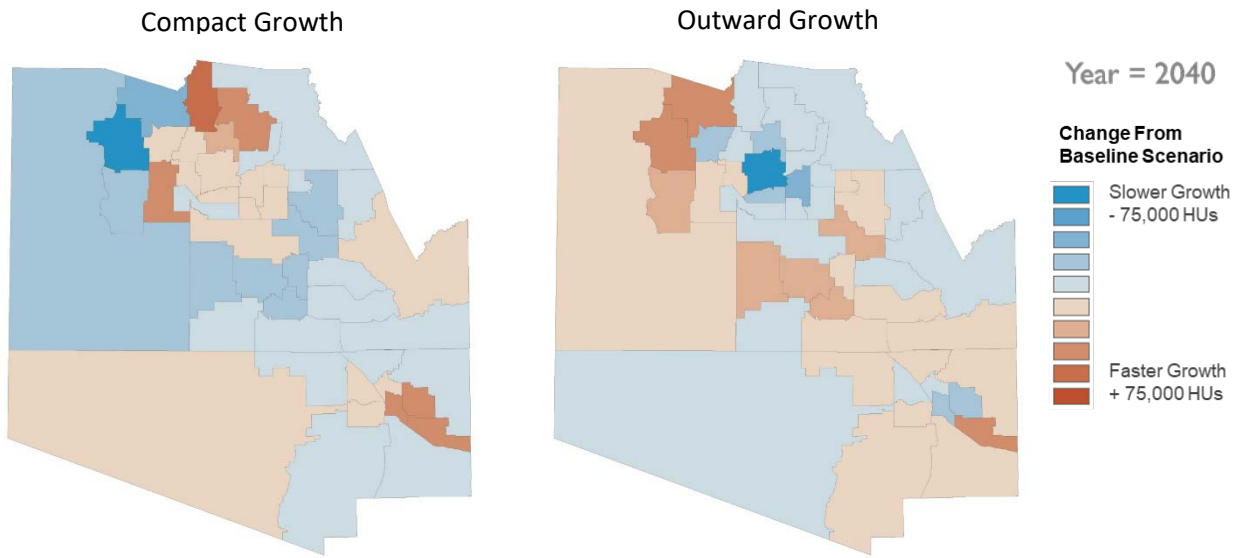 Compact Growth
Outward Growth
Year = 2040
Change From
Baseline Scenario
Slower Growth
- 75,000 HUs
Faster Growth
+ 75,000 HUs